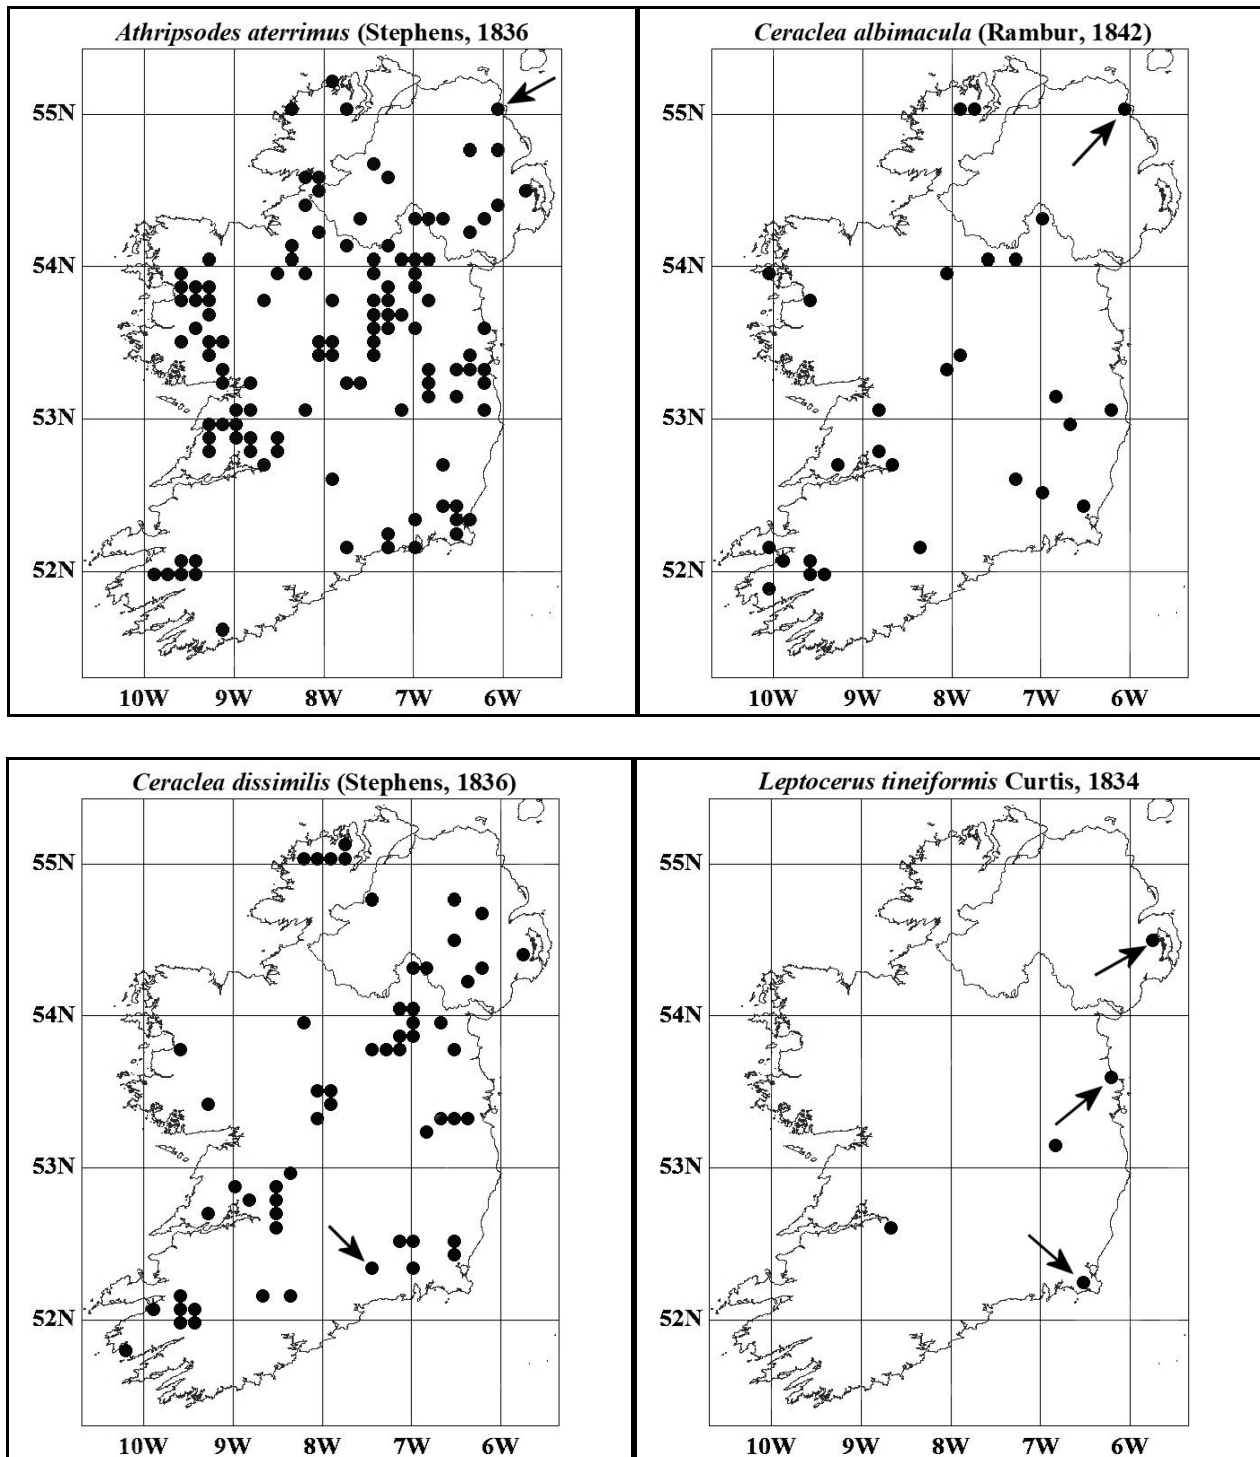 Athripsodes aterrimus (Stephens, 1836
55N
54N
53N
52N
10W 9W 8W 7W 6W
Ceraclea albimacula (Rambur, 1842)
55N
54N
53N
52N
10W 9W 8W 7W 6W
Ceraclea dissimilis (Stephens, 1836)
55N
54N
53N
52N
10W 9W 8W 7W 6W
Leptocerus tineiformis Curtis, 1834
55N
54N
53N
52N
10W 9W 8W 7W 6W